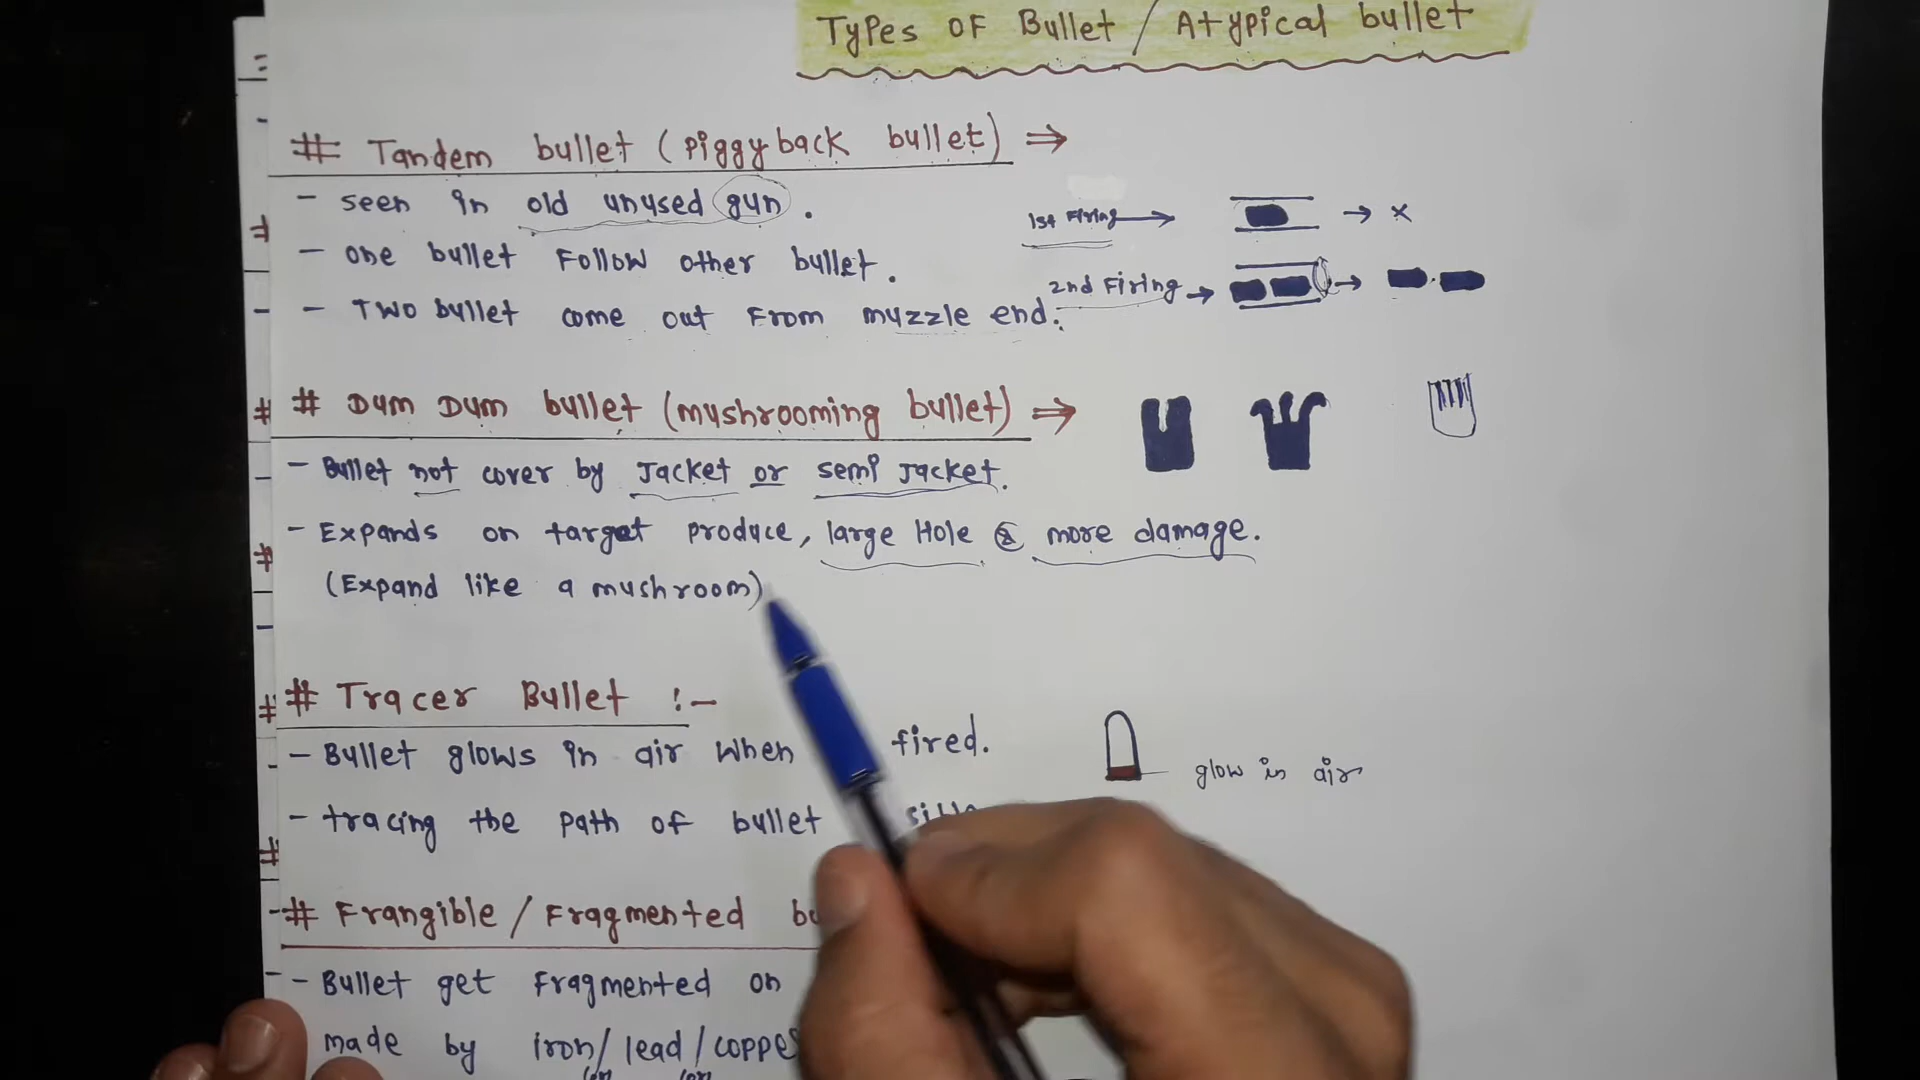 Types of Bullet / Atypical bullet
# Tandem bullet (Piggyback bullet) ⇒
- seen in old unused gun.
1st Firing → → x
- one bullet Follow other bullet.
2nd Firing → →
- Two bullet come out From muzzle end.
# Dum Dum bullet (mushrooming bullet) ⇒
- Bullet not cover by Jacket or semi Jacket.
- Expands on target produce, large Hole & more damage.
(Expand like a mushroom)
# Tracer Bullet :-
- Bullet glows in air when fired.
glow in air
- tracing the path of bullet
# Frangible / Fragmented
- Bullet get Fragmented on
made by iron/ lead /